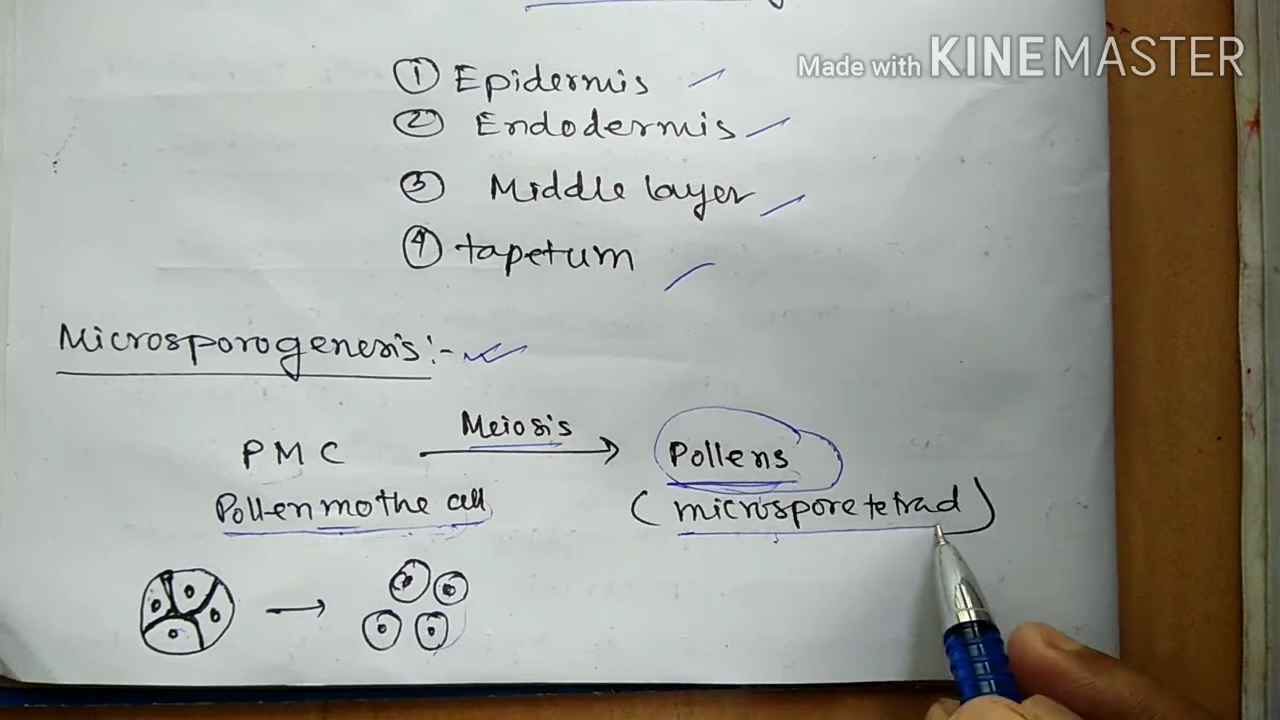 Made with KINEMASTER
① Epidermis
② Endodermis
③ Middle layer
④ tapetum
Microsporogenesis:-
PMC Meiosis Pollens
Pollen mothe cell (microspore tetrad)